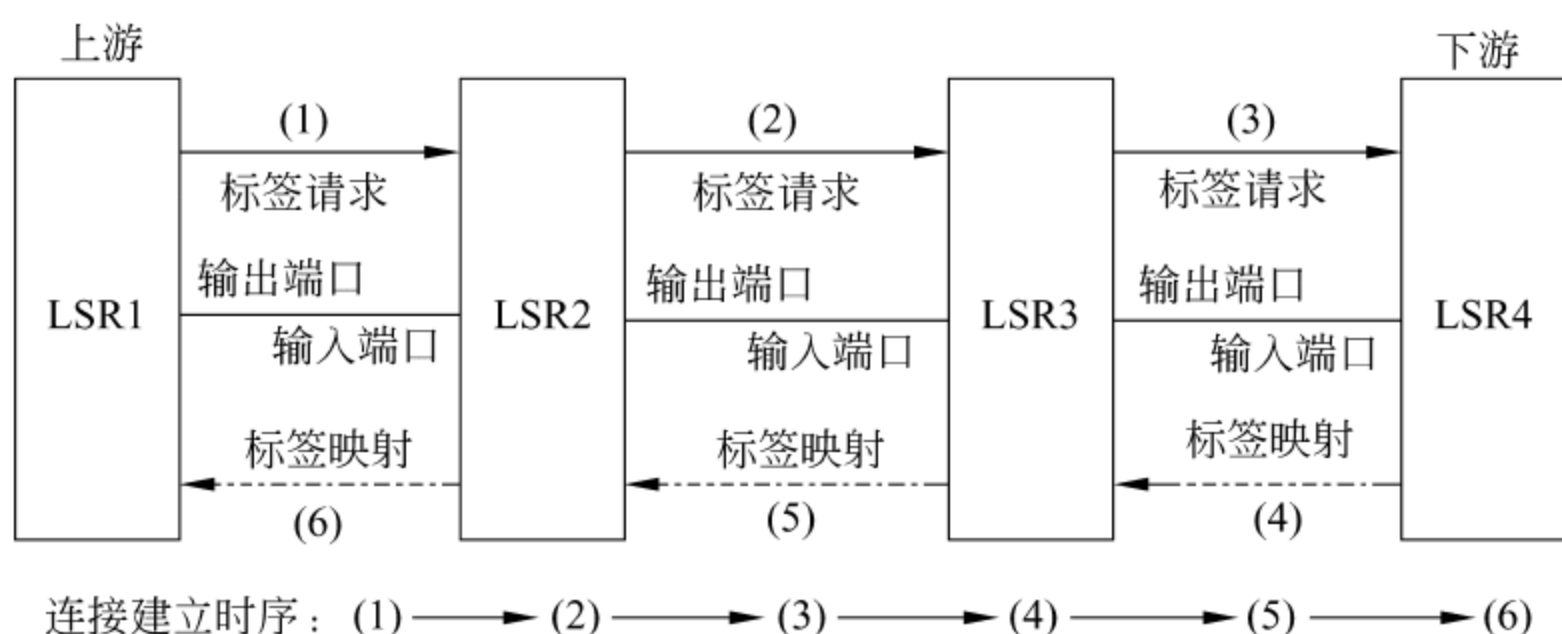 上游
下游
(1)
(2)
(3)
标签请求
标签请求
标签请求
输出端口
输出端口
输出端口
LSR1
LSR2
LSR3
LSR4
输入端口
输入端口
输入端口
标签映射
标签映射
标签映射
(6)
(5)
(4)
连接建立时序: (1) (2) (3) (4) (5) (6)